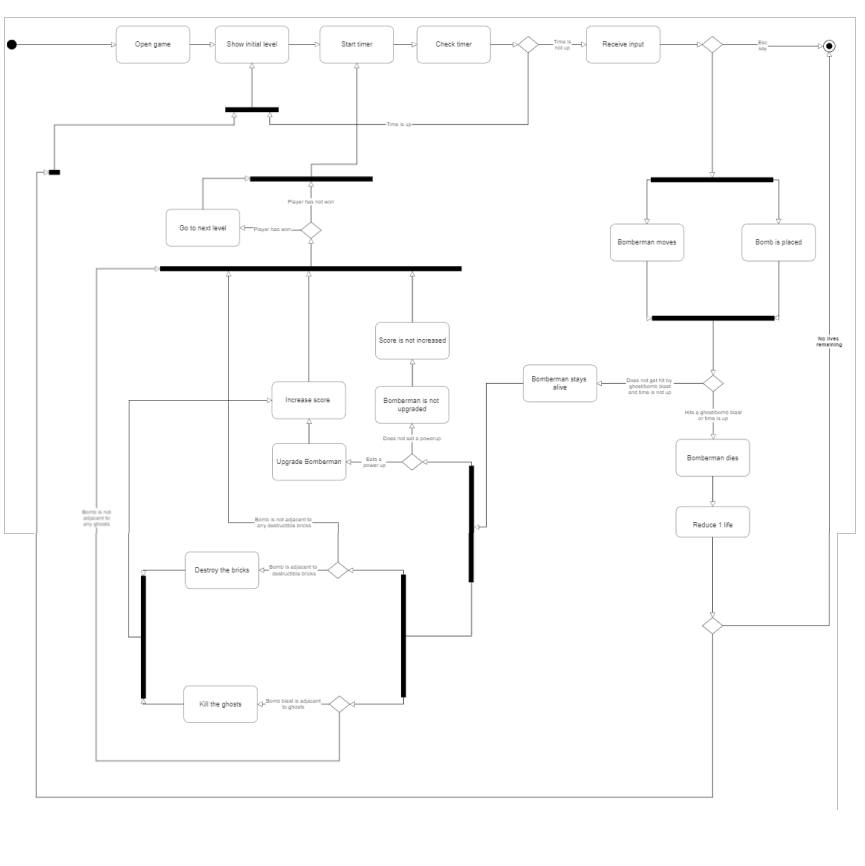 Open game
Show initial level
Start timer
Check timer
Time is
not up
Receive input
Esc
key
Time is up
Player has not won
Go to next level
Player has won
Bomberman moves
Bomb is placed
Score is not increased
No lives
remaining
Bomberman stays
alive
Does not get hit by
ghost/bomb blast
and time is not up
Increase score
Bomberman is not
upgraded
Hits a ghost/bomb blast
or time is up
Does not eat a powerup
Upgrade Bomberman
Eats a
power up
Bomberman dies
Bomb is not
adjacent to
any ghosts
Bomb is not adjacent to
any destructible bricks
Reduce 1 life
Destroy the bricks
Bomb is adjacent to
destructible bricks
Kill the ghosts
Bomb blast is adjacent
to ghosts